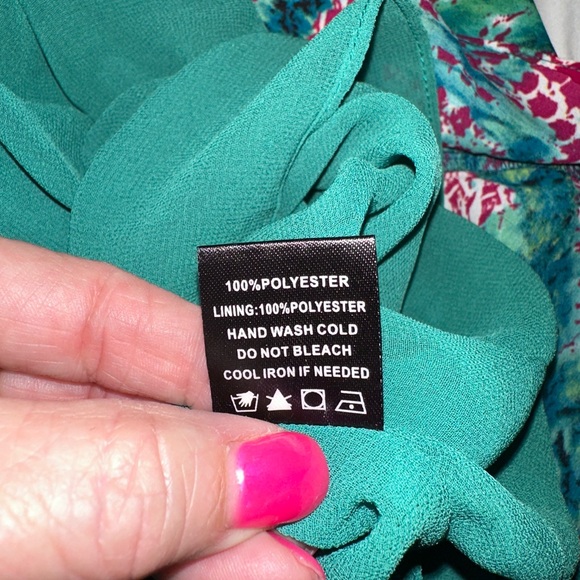 100%POLYESTER
LINING:100%POLYESTER
HAND WASH COLD
DO NOT BLEACH
COOL IRON IF NEEDED